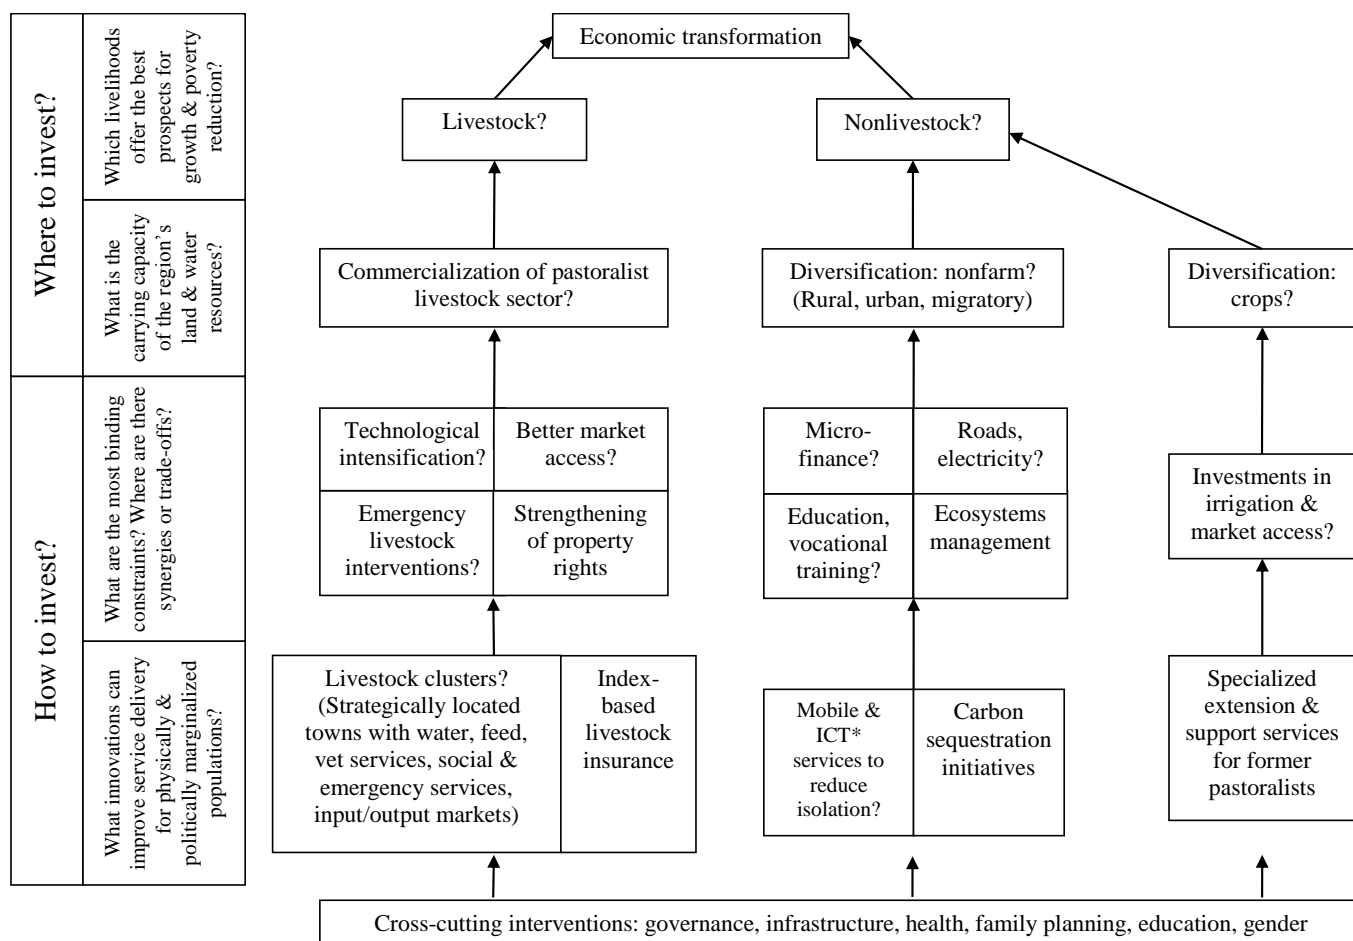 Economic transformation
Where to invest?
Which livelihoods
offer the best
prospects for
growth & poverty
reduction?
Livestock?
Nonlivestock?
What is the
carrying capacity
of the region's
land & water
resources?
Commercialization of pastoralist
livestock sector?
Diversification: nonfarm?
(Rural, urban, migratory)
Diversification:
crops?
How to invest?
What are the most binding
constraints? Where are there
synergies or trade-offs?
Technological
intensification?
Better market
access?
Emergency
livestock
interventions?
Strengthening
of property
rights
Micro-
finance?
Roads,
electricity?
Education,
vocational
training?
Ecosystems
management
Investments in
irrigation &
market access?
What innovations can
improve service delivery
for physically &
politically marginalized
populations?
Livestock clusters?
(Strategically located
towns with water, feed,
vet services, social &
emergency services,
input/output markets)
Index-
based
livestock
insurance
Mobile &
ICT*
services to
reduce
isolation?
Carbon
sequestration
initiatives
Specialized
extension &
support services
for former
pastoralists
Cross-cutting interventions: governance, infrastructure, health, family planning, education, gender